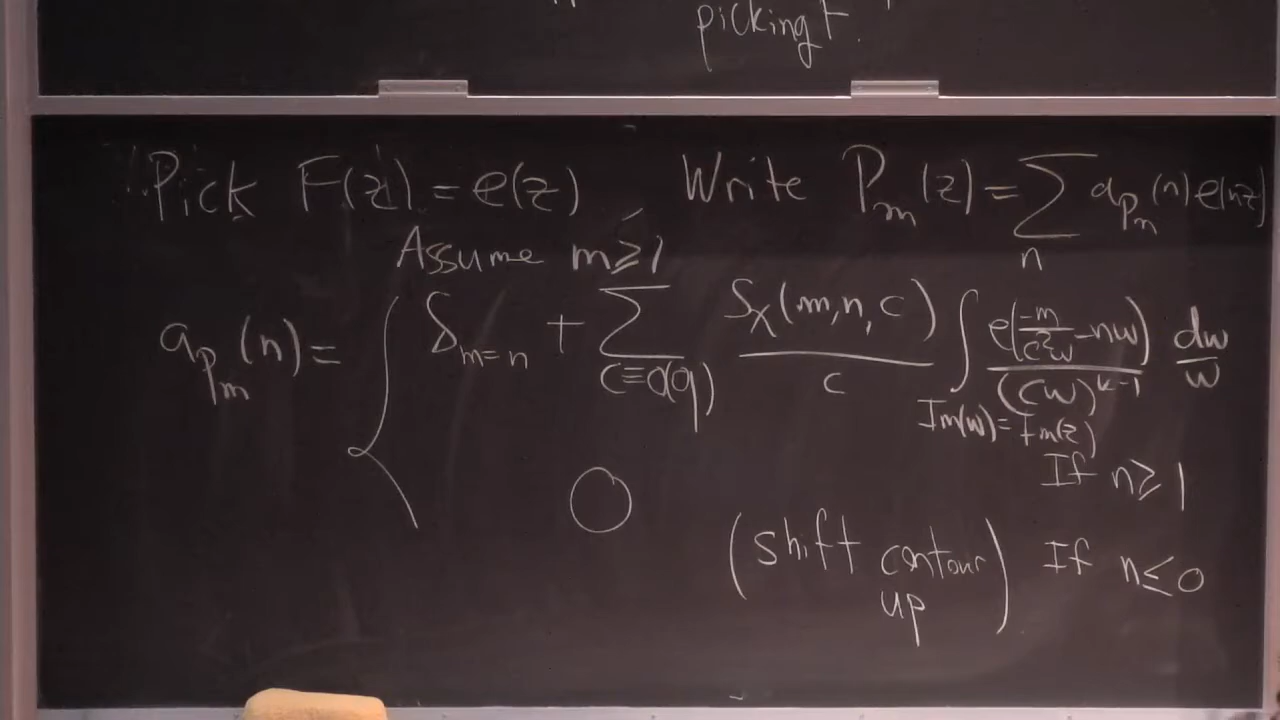 picking t.
Pick F(z) = e(z) Write P_m(z) = ∑_n a_{P_m}(n) e(nz)
Assume m ≥ 1
a_{P_m}(n) = { δ_{m=n} + ∑_{c≡0(q)} S_χ(m,n,c)/c ∫_{Im(w)=Im(z)} e(-m/(c²w) - nw)/(cw)^{k-1} dw/w
If n ≥ 1
0 (shift contour up) If n ≤ 0